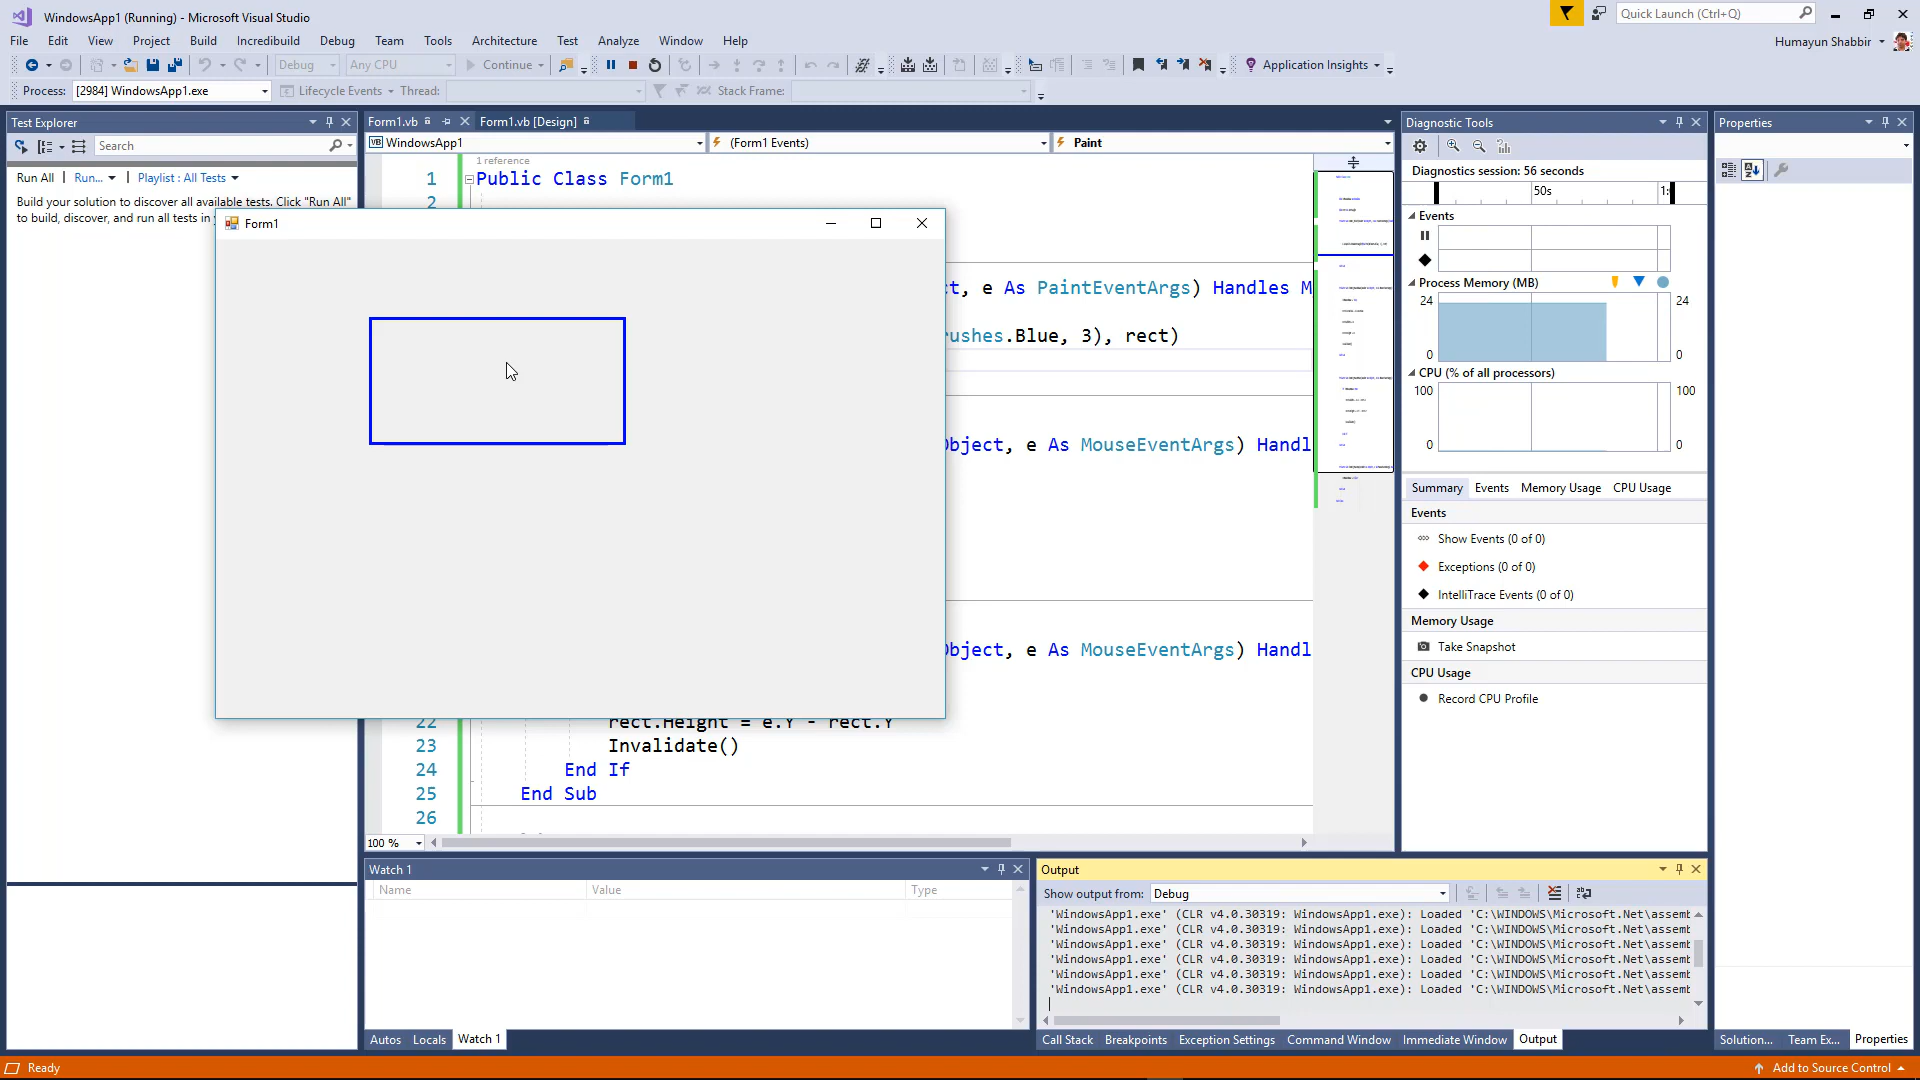 WindowsApp1 (Running) - Microsoft Visual Studio
Quick Launch (Ctrl+Q)
File Edit View Project Build Incredibuild Debug Team Tools Architecture Test Analyze Window Help
Humayun Shabbir
Debug Any CPU Continue Application Insights
Process: [2984] WindowsApp1.exe Lifecycle Events Thread: Stack Frame:
Test Explorer
Search
Run All | Run... | Playlist : All Tests
Build your solution to discover all available tests. Click "Run All"
to build, discover, and run all tests in
Form1.vb Form1.vb [Design]
WindowsApp1 (Form1 Events) Paint
1 reference
1 Public Class Form1
2
Form1
ct, e As PaintEventArgs) Handles M
rushes.Blue, 3), rect)
Object, e As MouseEventArgs) Handl
Object, e As MouseEventArgs) Handl
22 rect.Height = e.Y - rect.Y
23 Invalidate()
24 End If
25 End Sub
26
100 %
Diagnostic Tools
Diagnostics session: 56 seconds
50s
Events
Process Memory (MB)
24 24
0 0
CPU (% of all processors)
100 100
0 0
Summary Events Memory Usage CPU Usage
Events
Show Events (0 of 0)
Exceptions (0 of 0)
IntelliTrace Events (0 of 0)
Memory Usage
Take Snapshot
CPU Usage
Record CPU Profile
Properties
Watch 1
Name Value Type
Autos Locals Watch 1
Output
Show output from: Debug
'WindowsApp1.exe' (CLR v4.0.30319: WindowsApp1.exe): Loaded 'C:\WINDOWS\Microsoft.Net\assemb
'WindowsApp1.exe' (CLR v4.0.30319: WindowsApp1.exe): Loaded 'C:\WINDOWS\Microsoft.Net\assemb
'WindowsApp1.exe' (CLR v4.0.30319: WindowsApp1.exe): Loaded 'C:\WINDOWS\Microsoft.Net\assemb
'WindowsApp1.exe' (CLR v4.0.30319: WindowsApp1.exe): Loaded 'C:\WINDOWS\Microsoft.Net\assemb
'WindowsApp1.exe' (CLR v4.0.30319: WindowsApp1.exe): Loaded 'C:\WINDOWS\Microsoft.Net\assemb
'WindowsApp1.exe' (CLR v4.0.30319: WindowsApp1.exe): Loaded 'C:\WINDOWS\Microsoft.Net\assemb
Call Stack Breakpoints Exception Settings Command Window Immediate Window Output
Solution... Team Ex... Properties
Ready
Add to Source Control